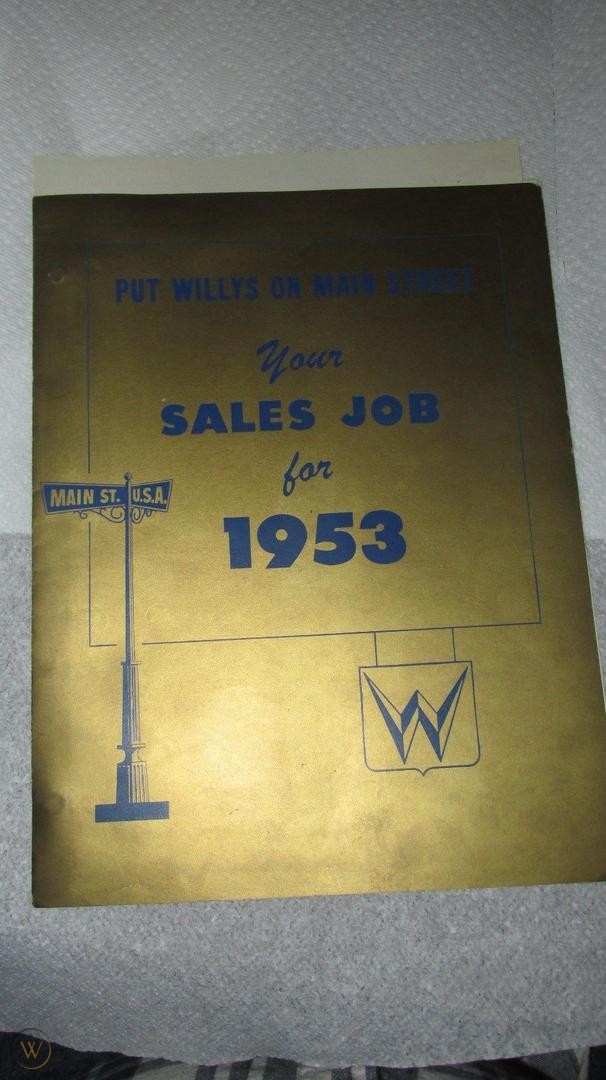 PUT WILLYS ON MAIN STREET
Your
SALES JOB
for
1953
MAIN ST. U.S.A.
W
W